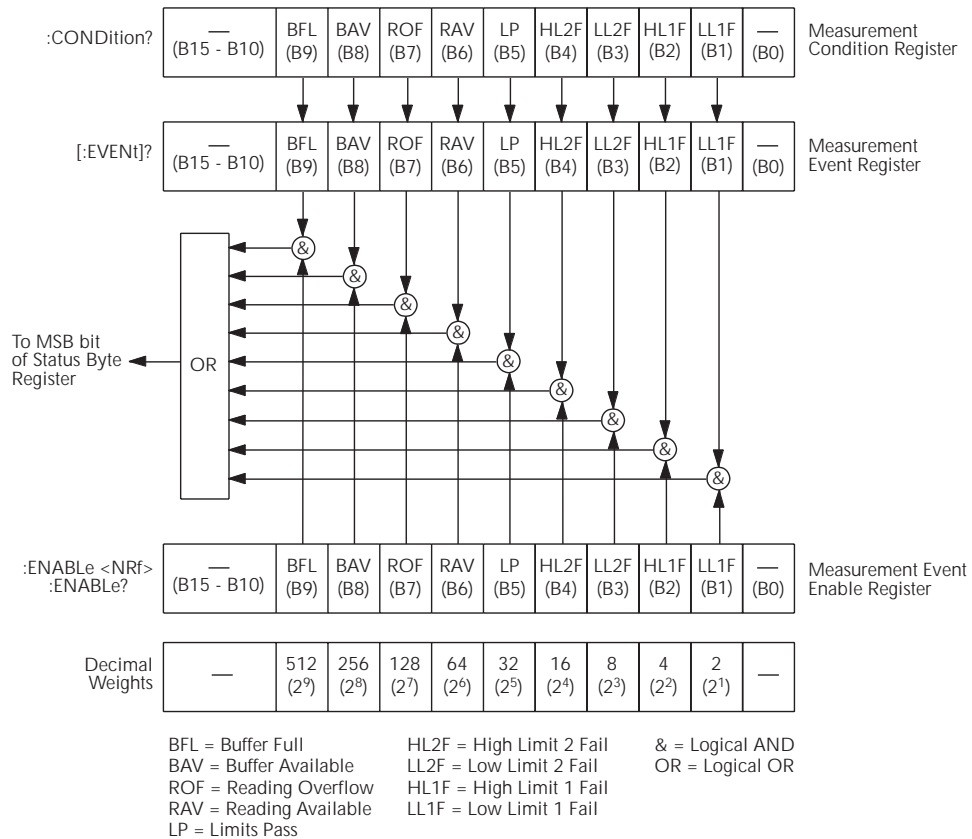 :CONDition?
— (B15 - B10) BFL (B9) BAV (B8) ROF (B7) RAV (B6) LP (B5) HL2F (B4) LL2F (B3) HL1F (B2) LL1F (B1) — (B0)
Measurement
Condition Register
[:EVENt]?
— (B15 - B10) BFL (B9) BAV (B8) ROF (B7) RAV (B6) LP (B5) HL2F (B4) LL2F (B3) HL1F (B2) LL1F (B1) — (B0)
Measurement
Event Register
&
&
&
&
&
&
&
&
&
To MSB bit
of Status Byte
Register
OR
:ENABLe <NRf>
:ENABLe?
— (B15 - B10) BFL (B9) BAV (B8) ROF (B7) RAV (B6) LP (B5) HL2F (B4) LL2F (B3) HL1F (B2) LL1F (B1) — (B0)
Measurement Event
Enable Register
Decimal
Weights
— 512 (2⁹) 256 (2⁸) 128 (2⁷) 64 (2⁶) 32 (2⁵) 16 (2⁴) 8 (2³) 4 (2²) 2 (2¹) —
BFL = Buffer Full
BAV = Buffer Available
ROF = Reading Overflow
RAV = Reading Available
LP = Limits Pass
HL2F = High Limit 2 Fail
LL2F = Low Limit 2 Fail
HL1F = High Limit 1 Fail
LL1F = Low Limit 1 Fail
& = Logical AND
OR = Logical OR